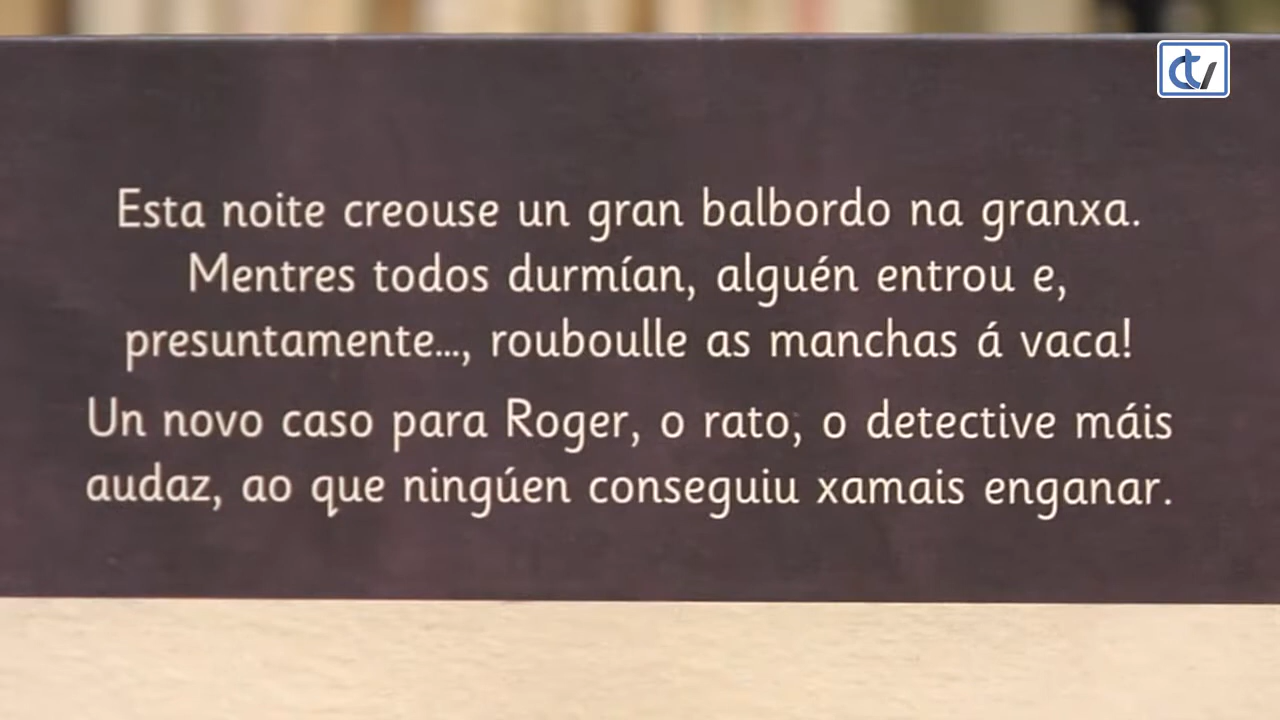 Esta noite creouse un gran balbordo na granxa.
Mentres todos durmían, alguén entrou e,
presuntamente..., rouboulle as manchas á vaca!
Un novo caso para Roger, o rato, o detective máis
audaz, ao que ningúen conseguiu xamais enganar.